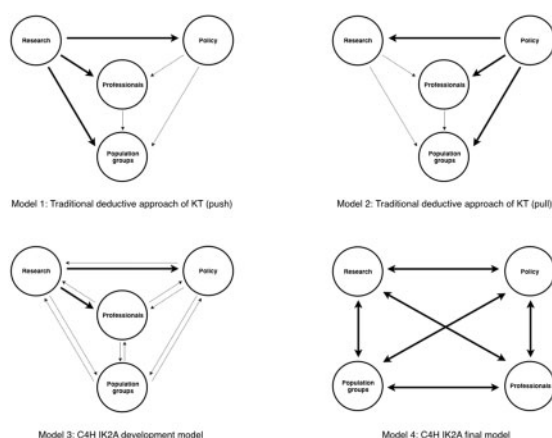 Research
Policy
Professionals
Population
groups
Model 1: Traditional deductive approach of KT (push)
Research
Policy
Professionals
Population
groups
Model 2: Traditional deductive approach of KT (pull)
Research
Policy
Professionals
Population
groups
Model 3: C4H IK2A development model
Research
Policy
Population
groups
Professionals
Model 4: C4H IK2A final model